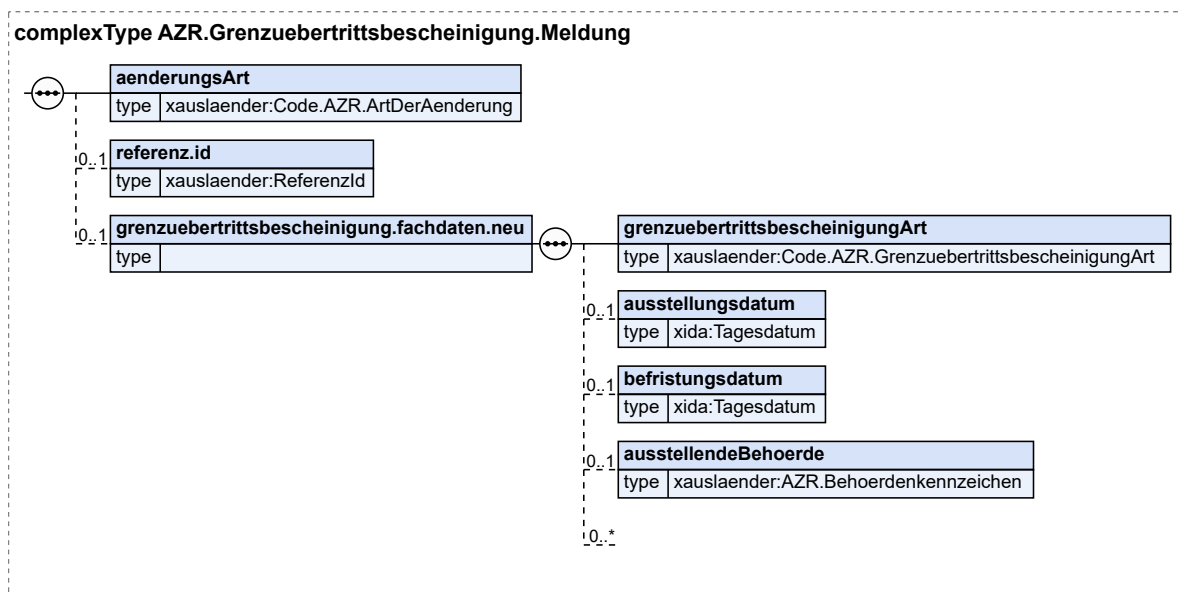 complexType AZR.Grenzuebertrittsbescheinigung.Meldung
aenderungsArt
type xauslaender:Code.AZR.ArtDerAenderung
0..1
referenz.id
type xauslaender:ReferenzId
0..1
grenzuebertrittsbescheinigung.fachdaten.neu
type
grenzuebertrittsbescheinigungArt
type xauslaender:Code.AZR.GrenzuebertrittsbescheinigungArt
0..1
ausstellungsdatum
type xida:Tagesdatum
0..1
befristungsdatum
type xida:Tagesdatum
0..1
ausstellendeBehoerde
type xauslaender:AZR.Behoerdenkennzeichen
0..*